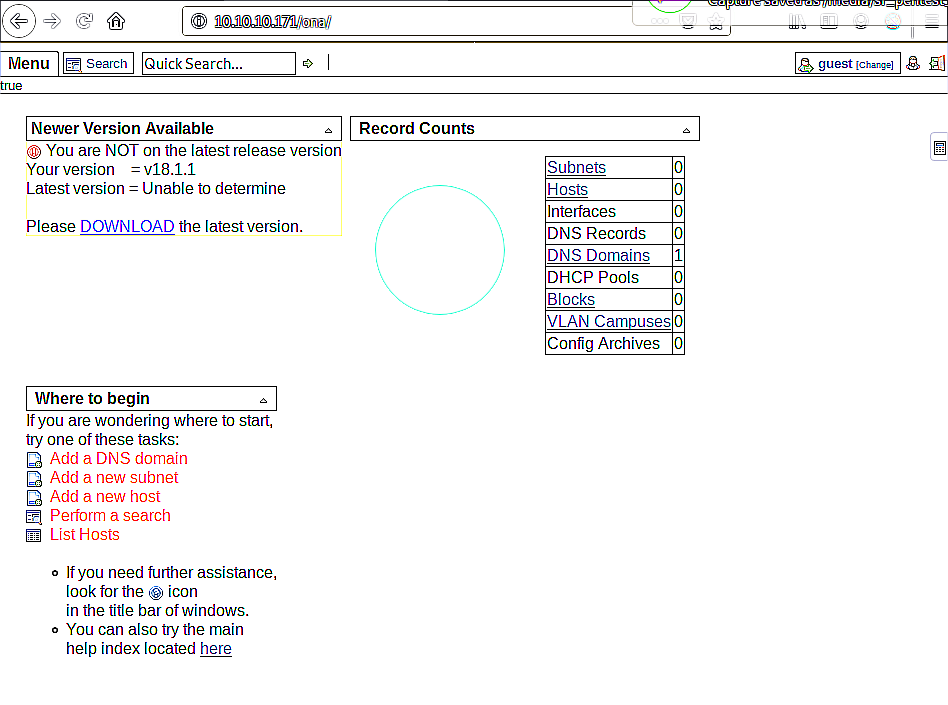 10.10.10.171/ona/
Menu Search Quick Search... guest [Change]
true
Newer Version Available
You are NOT on the latest release version
Your version = v18.1.1
Latest version = Unable to determine
Please DOWNLOAD the latest version.
Record Counts
Subnets 0
Hosts 0
Interfaces 0
DNS Records 0
DNS Domains 1
DHCP Pools 0
Blocks 0
VLAN Campuses 0
Config Archives 0
Where to begin
If you are wondering where to start,
try one of these tasks:
Add a DNS domain
Add a new subnet
Add a new host
Perform a search
List Hosts
If you need further assistance,
look for the icon
in the title bar of windows.
You can also try the main
help index located here